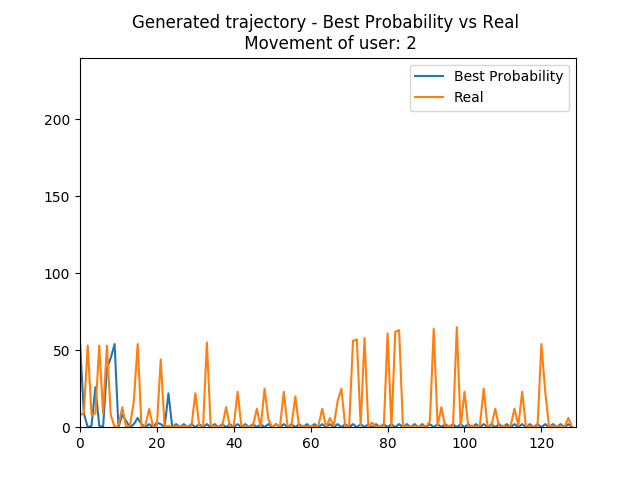 Generated trajectory - Best Probability vs Real
Movement of user: 2
Best Probability
Real
200
150
100
50
0
0 20 40 60 80 100 120